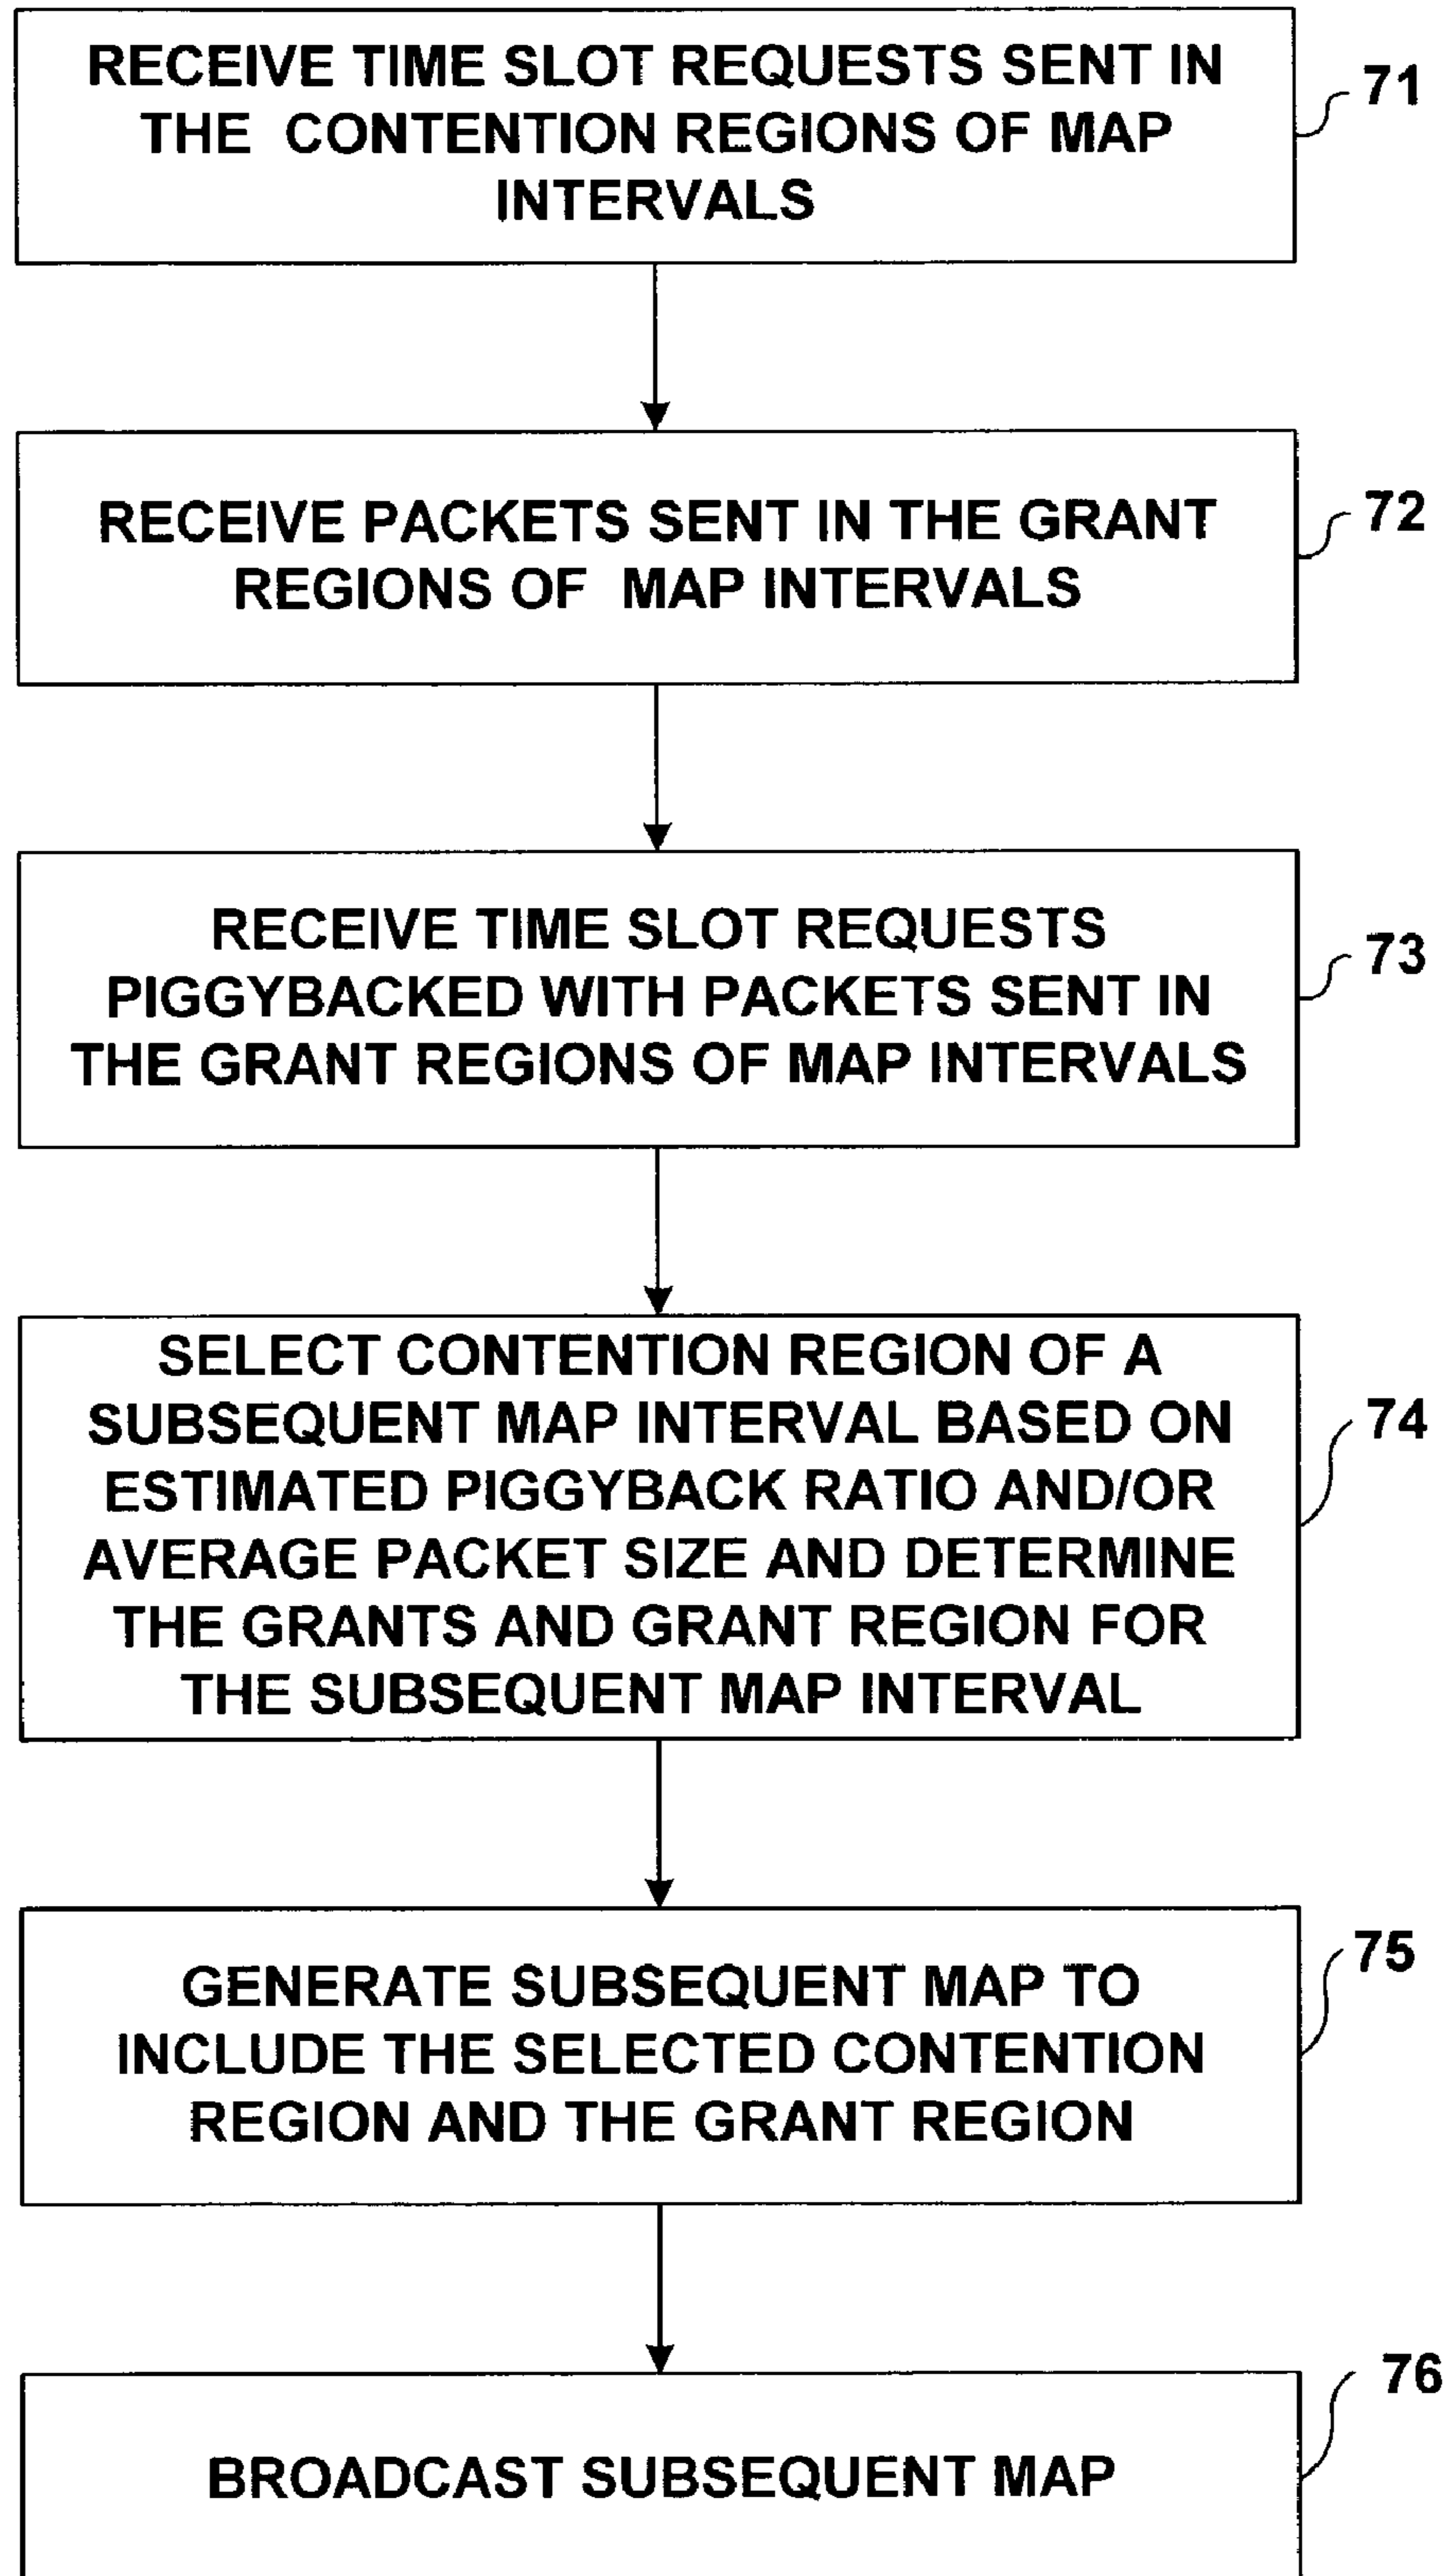 RECEIVE TIME SLOT REQUESTS SENT IN
THE CONTENTION REGIONS OF MAP
INTERVALS
71
RECEIVE PACKETS SENT IN THE GRANT
REGIONS OF MAP INTERVALS
72
RECEIVE TIME SLOT REQUESTS
PIGGYBACKED WITH PACKETS SENT IN
THE GRANT REGIONS OF MAP INTERVALS
73
SELECT CONTENTION REGION OF A
SUBSEQUENT MAP INTERVAL BASED ON
ESTIMATED PIGGYBACK RATIO AND/OR
AVERAGE PACKET SIZE AND DETERMINE
THE GRANTS AND GRANT REGION FOR
THE SUBSEQUENT MAP INTERVAL
74
GENERATE SUBSEQUENT MAP TO
INCLUDE THE SELECTED CONTENTION
REGION AND THE GRANT REGION
75
BROADCAST SUBSEQUENT MAP
76